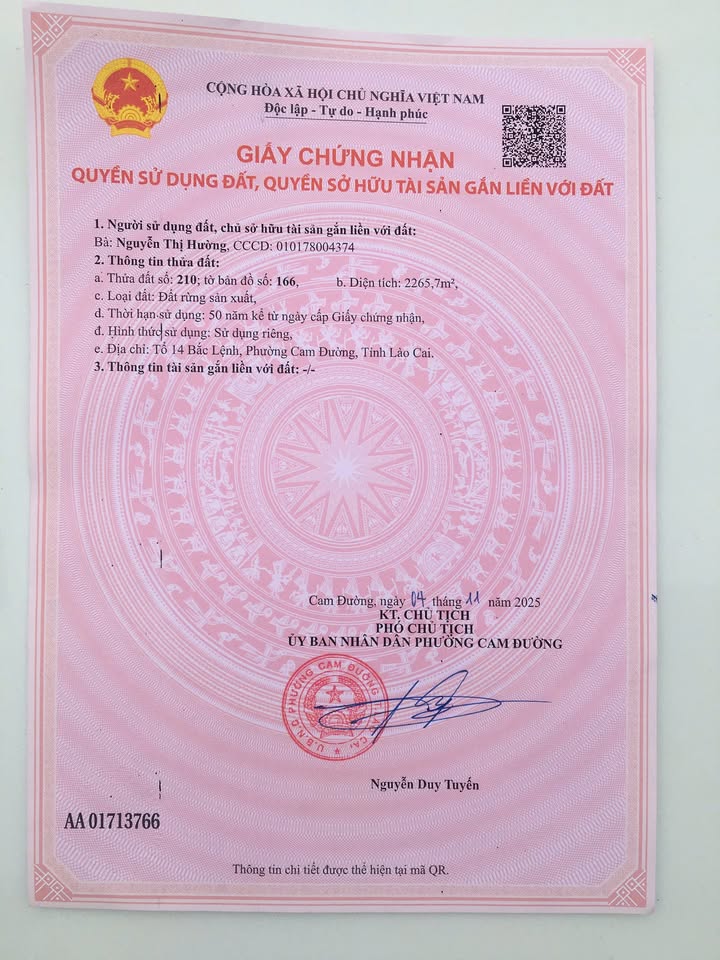 CỘNG HÒA XÃ HỘI CHỦ NGHĨA VIỆT NAM
Độc lập - Tự do - Hạnh phúc
GIẤY CHỨNG NHẬN
QUYỀN SỬ DỤNG ĐẤT, QUYỀN SỞ HỮU TÀI SẢN GẮN LIỀN VỚI ĐẤT
1. Người sử dụng đất, chủ sở hữu tài sản gắn liền với đất:
Bà: Nguyễn Thị Hường, CCCD: 010178004374
2. Thông tin thửa đất:
a. Thửa đất số: 210; tờ bản đồ số: 166, b. Diện tích: 2265,7m²,
c. Loại đất: Đất rừng sản xuất,
d. Thời hạn sử dụng: 50 năm kể từ ngày cấp Giấy chứng nhận,
đ. Hình thức sử dụng: Sử dụng riêng,
e. Địa chỉ: Tổ 14 Bắc Lệnh, Phường Cam Đường, Tỉnh Lào Cai.
3. Thông tin tài sản gắn liền với đất: -/-
Cam Đường, ngày 04 tháng 11 năm 2025
KT. CHỦ TỊCH
PHÓ CHỦ TỊCH
ỦY BAN NHÂN DÂN PHƯỜNG CAM ĐƯỜNG
U.B.N.D PHƯỜNG CAM ĐƯỜNG
Nguyễn Duy Tuyến
AA 01713766
Thông tin chi tiết được thể hiện tại mã QR.